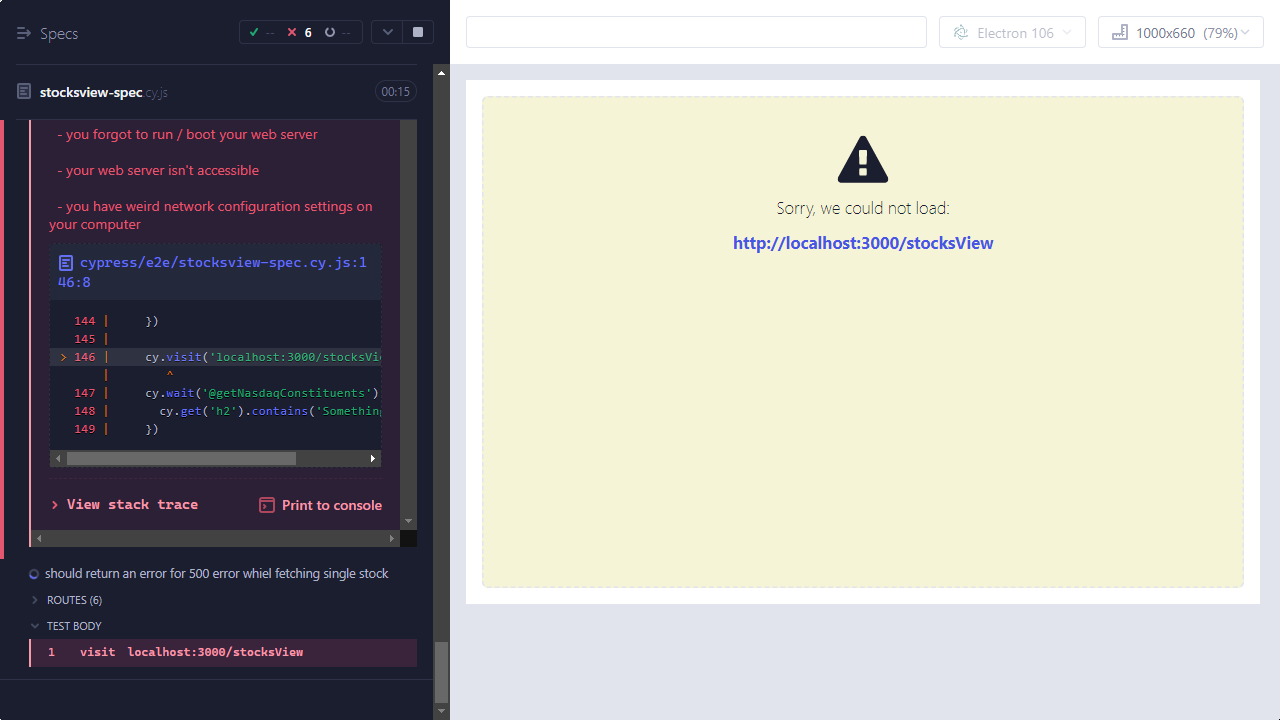 Specs
-- 6 --
Electron 106
1000x660 (79%)
stocksview-spec.cy.js
00:15
- you forgot to run / boot your web server
- your web server isn't accessible
- you have weird network configuration settings on
your computer
cypress/e2e/stocksview-spec.cy.js:1
46:8
144 | })
145 |
> 146 | cy.visit('localhost:3000/stocksVie
| ^
147 | cy.wait('@getNasdaqConstituents')
148 | cy.get('h2').contains('Something
149 | })
> View stack trace
Print to console
should return an error for 500 error whiel fetching single stock
ROUTES (6)
TEST BODY
1 visit localhost:3000/stocksView
Sorry, we could not load:
http://localhost:3000/stocksView